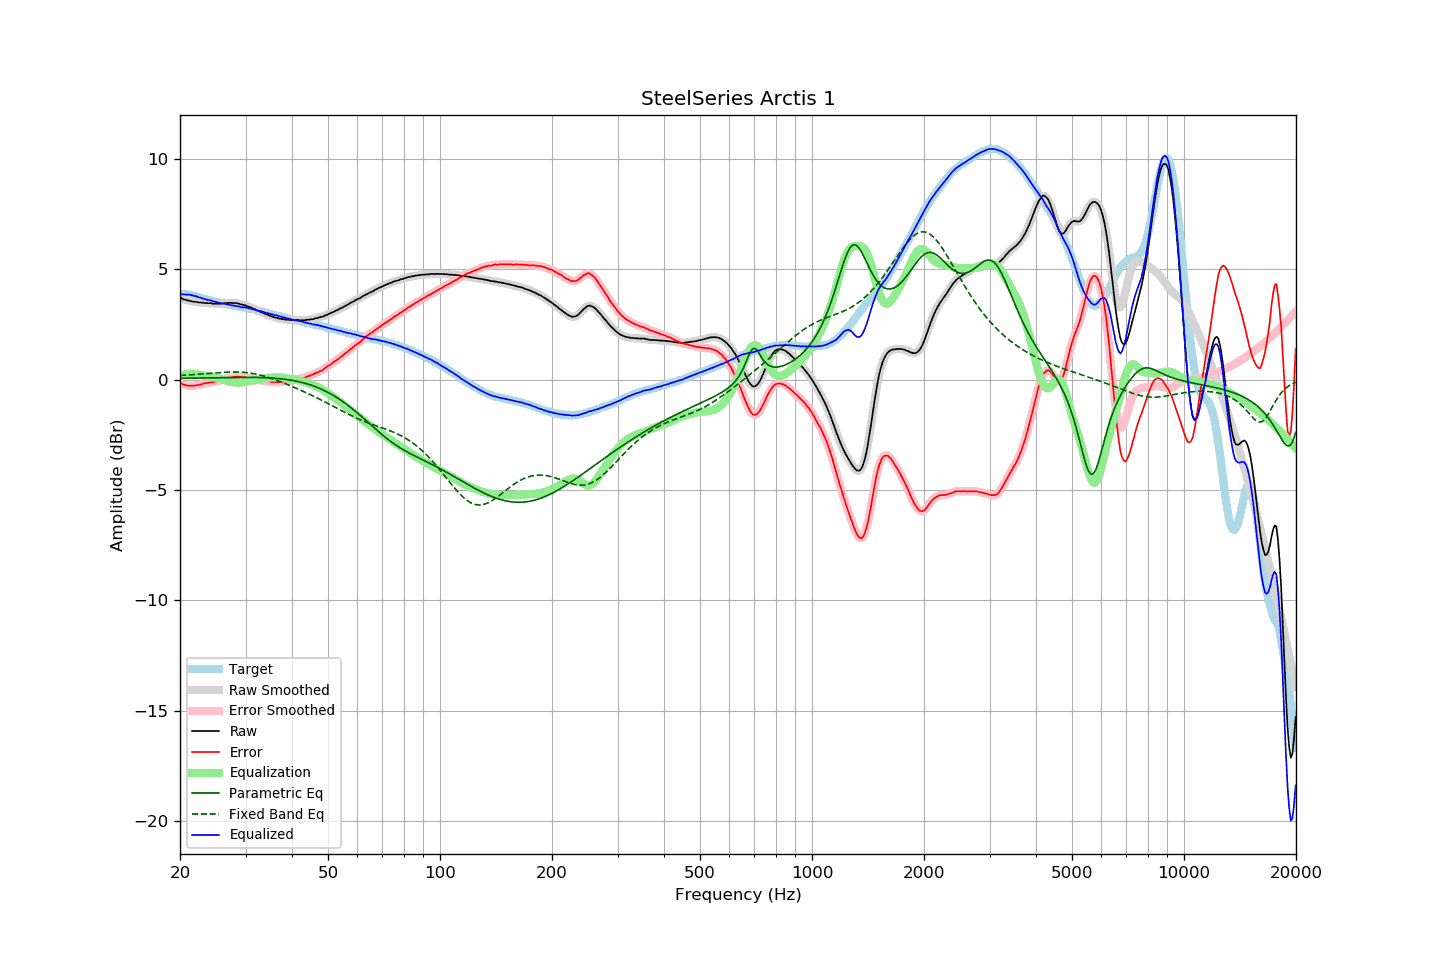 SteelSeries Arctis 1
10
5
0
−5
−10
−15
−20
Amplitude (dBr)
Target
Raw Smoothed
Error Smoothed
Raw
Error
Equalization
Parametric Eq
Fixed Band Eq
Equalized
20 50 100 200 500 1000 2000 5000 10000 20000
Frequency (Hz)